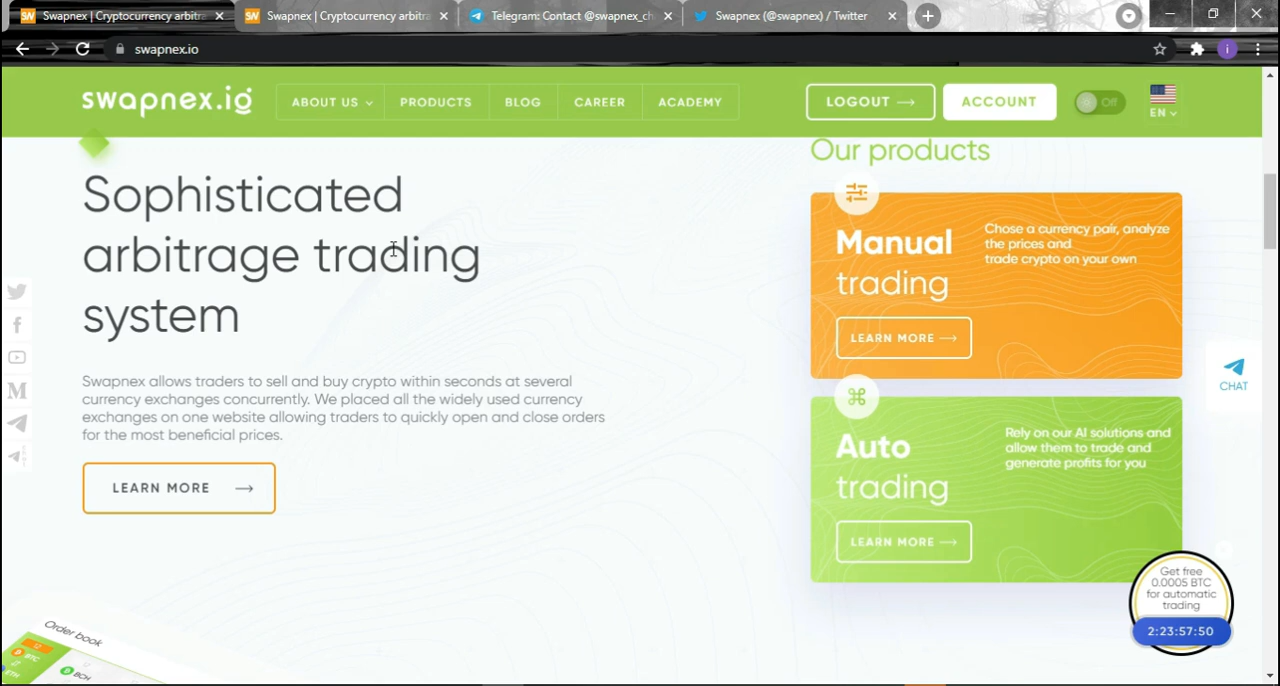 Swapnex | Cryptocurrency arbitra
Swapnex | Cryptocurrency arbitra
Telegram: Contact @swapnex_ch
Swapnex (@swapnex) / Twitter
swapnex.io
i
swapnex.ig
ABOUT US
PRODUCTS
BLOG
CAREER
ACADEMY
LOGOUT
ACCOUNT
Off
EN
Our products
Sophisticated
arbitrage trading
system
Swapnex allows traders to sell and buy crypto within seconds at several
currency exchanges concurrently. We placed all the widely used currency
exchanges on one website allowing traders to quickly open and close orders
for the most beneficial prices.
LEARN MORE
Manual
trading
Chose a currency pair, analyze
the prices and
trade crypto on your own
LEARN MORE
Auto
trading
Rely on our AI solutions and
allow them to trade and
generate profits for you
LEARN MORE
CHAT
Get free
0.0005 BTC
for automatic
trading
2:23:57:50
Order book
BTC
ETH
BCH